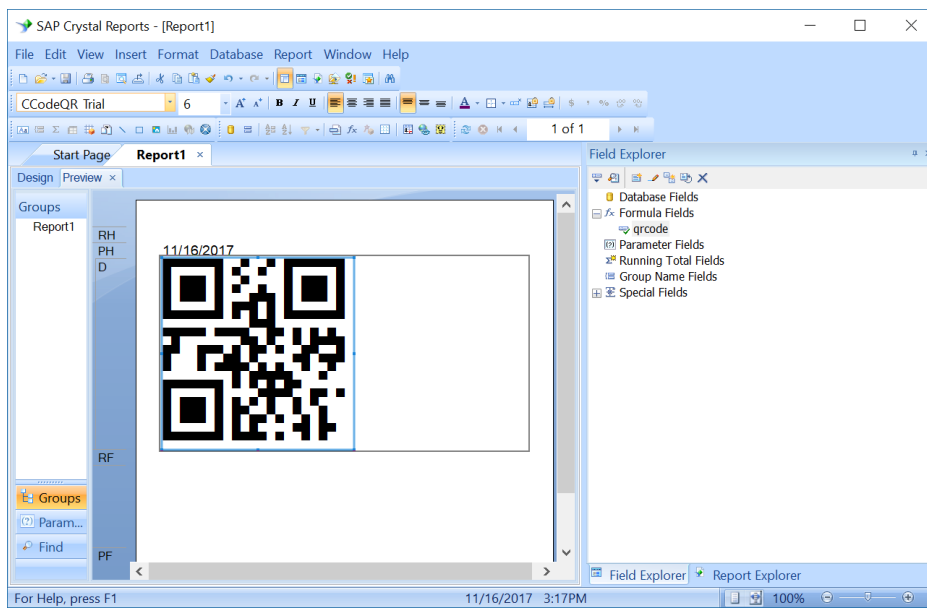 SAP Crystal Reports - [Report1]
File Edit View Insert Format Database Report Window Help
CCodeQR Trial 6
1 of 1
Start Page Report1
Design Preview
Groups
Report1
RH
PH
D
RF
PF
11/16/2017
Groups
Param...
Find
Field Explorer
Database Fields
Formula Fields
qrcode
Parameter Fields
Running Total Fields
Group Name Fields
Special Fields
Field Explorer Report Explorer
For Help, press F1 11/16/2017 3:17PM 100%